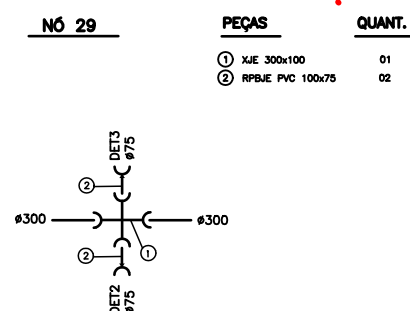 NÓ 29
PEÇAS QUANT.
1 XJE 300x100 01
2 RPBJE PVC 100x75 02
DET3
ø75
2
ø300
ø300
2
1
DET2
ø75